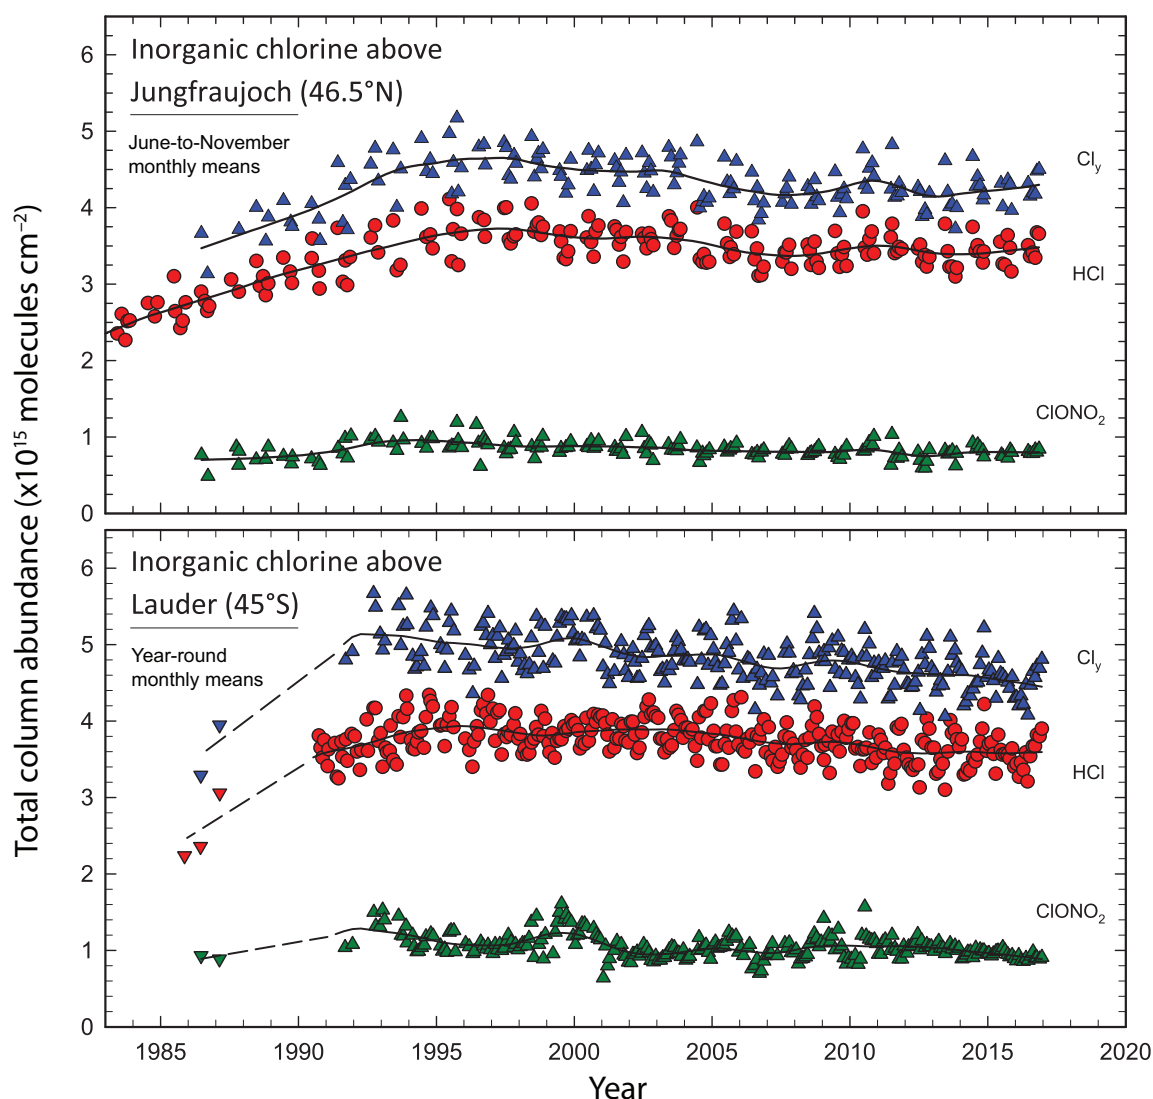 Total column abundance (x10¹⁵ molecules cm⁻²)
Inorganic chlorine above
Jungfraujoch (46.5°N)
June-to-November
monthly means
6
5
4
3
2
1
0
Cly
HCl
ClONO₂
Inorganic chlorine above
Lauder (45°S)
Year-round
monthly means
6
5
4
3
2
1
0
Cly
HCl
ClONO₂
1985 1990 1995 2000 2005 2010 2015 2020
Year